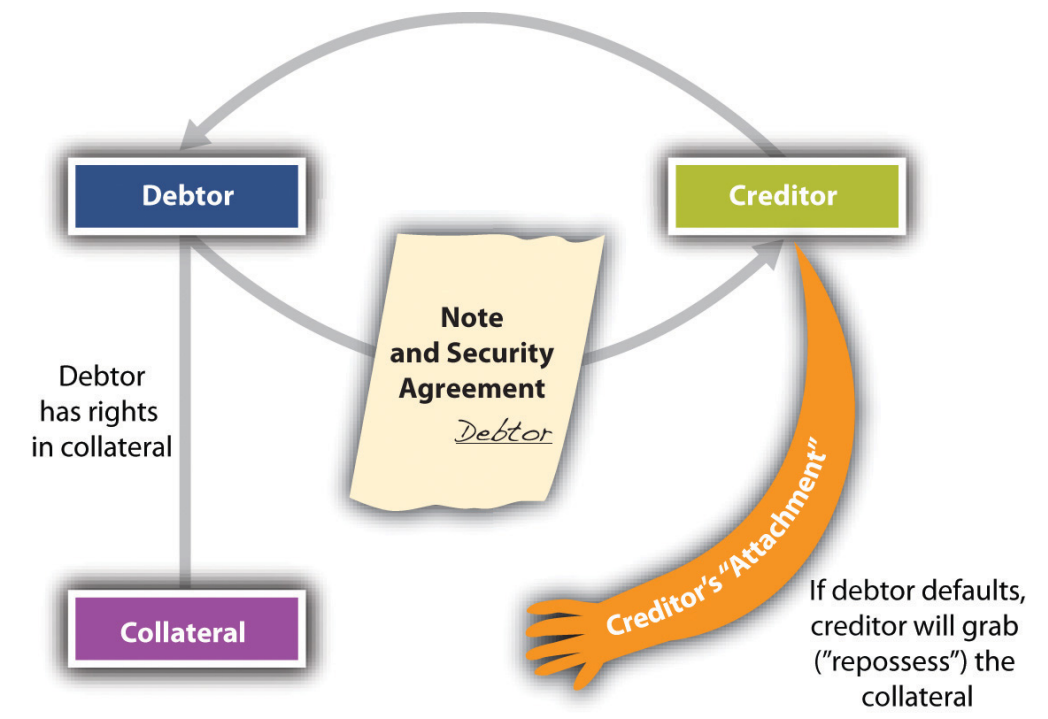 Debtor
Creditor
Note
and Security
Agreement
Debtor
Debtor
has rights
in collateral
Collateral
Creditor's "Attachment"
If debtor defaults,
creditor will grab
("repossess") the
collateral